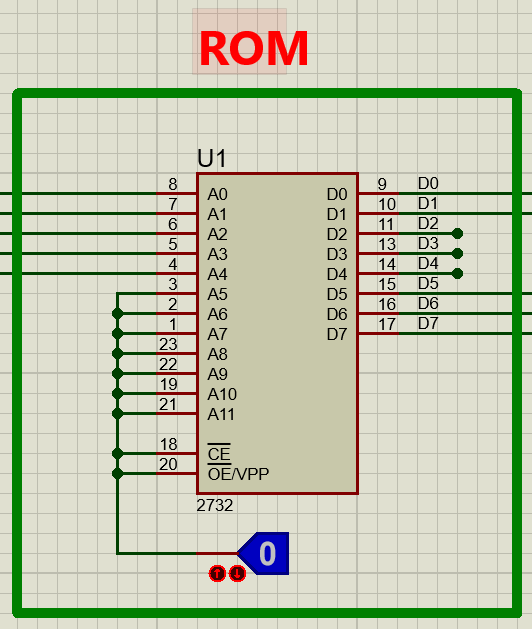 ROM
U1
8 A0 D0 9 D0
7 A1 D1 10 D1
6 A2 D2 11 D2
5 A3 D3 13 D3
4 A4 D4 14 D4
3 A5 D5 15 D5
2 A6 D6 16 D6
1 A7 D7 17 D7
23 A8
22 A9
19 A10
21 A11
18 CE
20 OE/VPP
2732
0